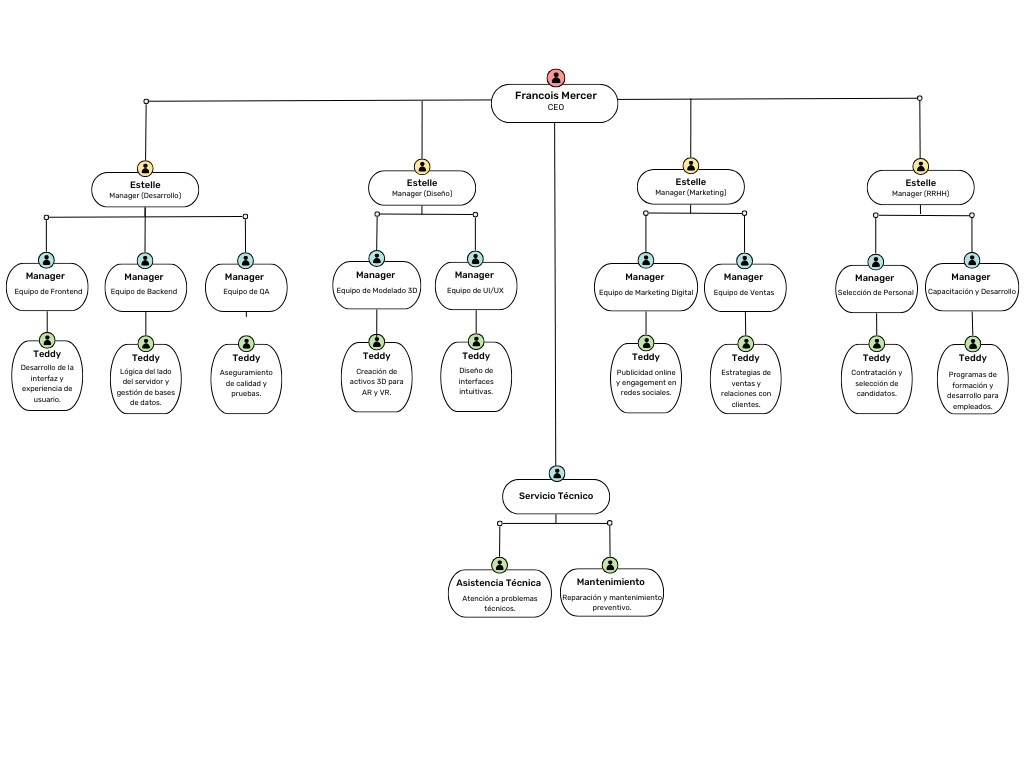 Francois Mercer
CEO
Estelle
Manager (Desarrollo)
Estelle
Manager (Diseño)
Estelle
Manager (Marketing)
Estelle
Manager (RRHH)
Manager
Equipo de Frontend
Manager
Equipo de Backend
Manager
Equipo de QA
Manager
Equipo de Modelado 3D
Manager
Equipo de UI/UX
Manager
Equipo de Marketing Digital
Manager
Equipo de Ventas
Manager
Selección de Personal
Manager
Capacitación y Desarrollo
Teddy
Desarrollo de la
interfaz y
experiencia de
usuario.
Teddy
Lógica del lado
del servidor y
gestión de bases
de datos.
Teddy
Aseguramiento
de calidad y
pruebas.
Teddy
Creación de
activos 3D para
AR y VR.
Teddy
Diseño de
interfaces
intuitivas.
Teddy
Publicidad online
y engagement en
redes sociales.
Teddy
Estrategias de
ventas y
relaciones con
clientes.
Teddy
Contratación y
selección de
candidatos.
Teddy
Programas de
formación y
desarrollo para
empleados.
Servicio Técnico
Asistencia Técnica
Atención a problemas
técnicos.
Mantenimiento
Reparación y mantenimiento
preventivo.